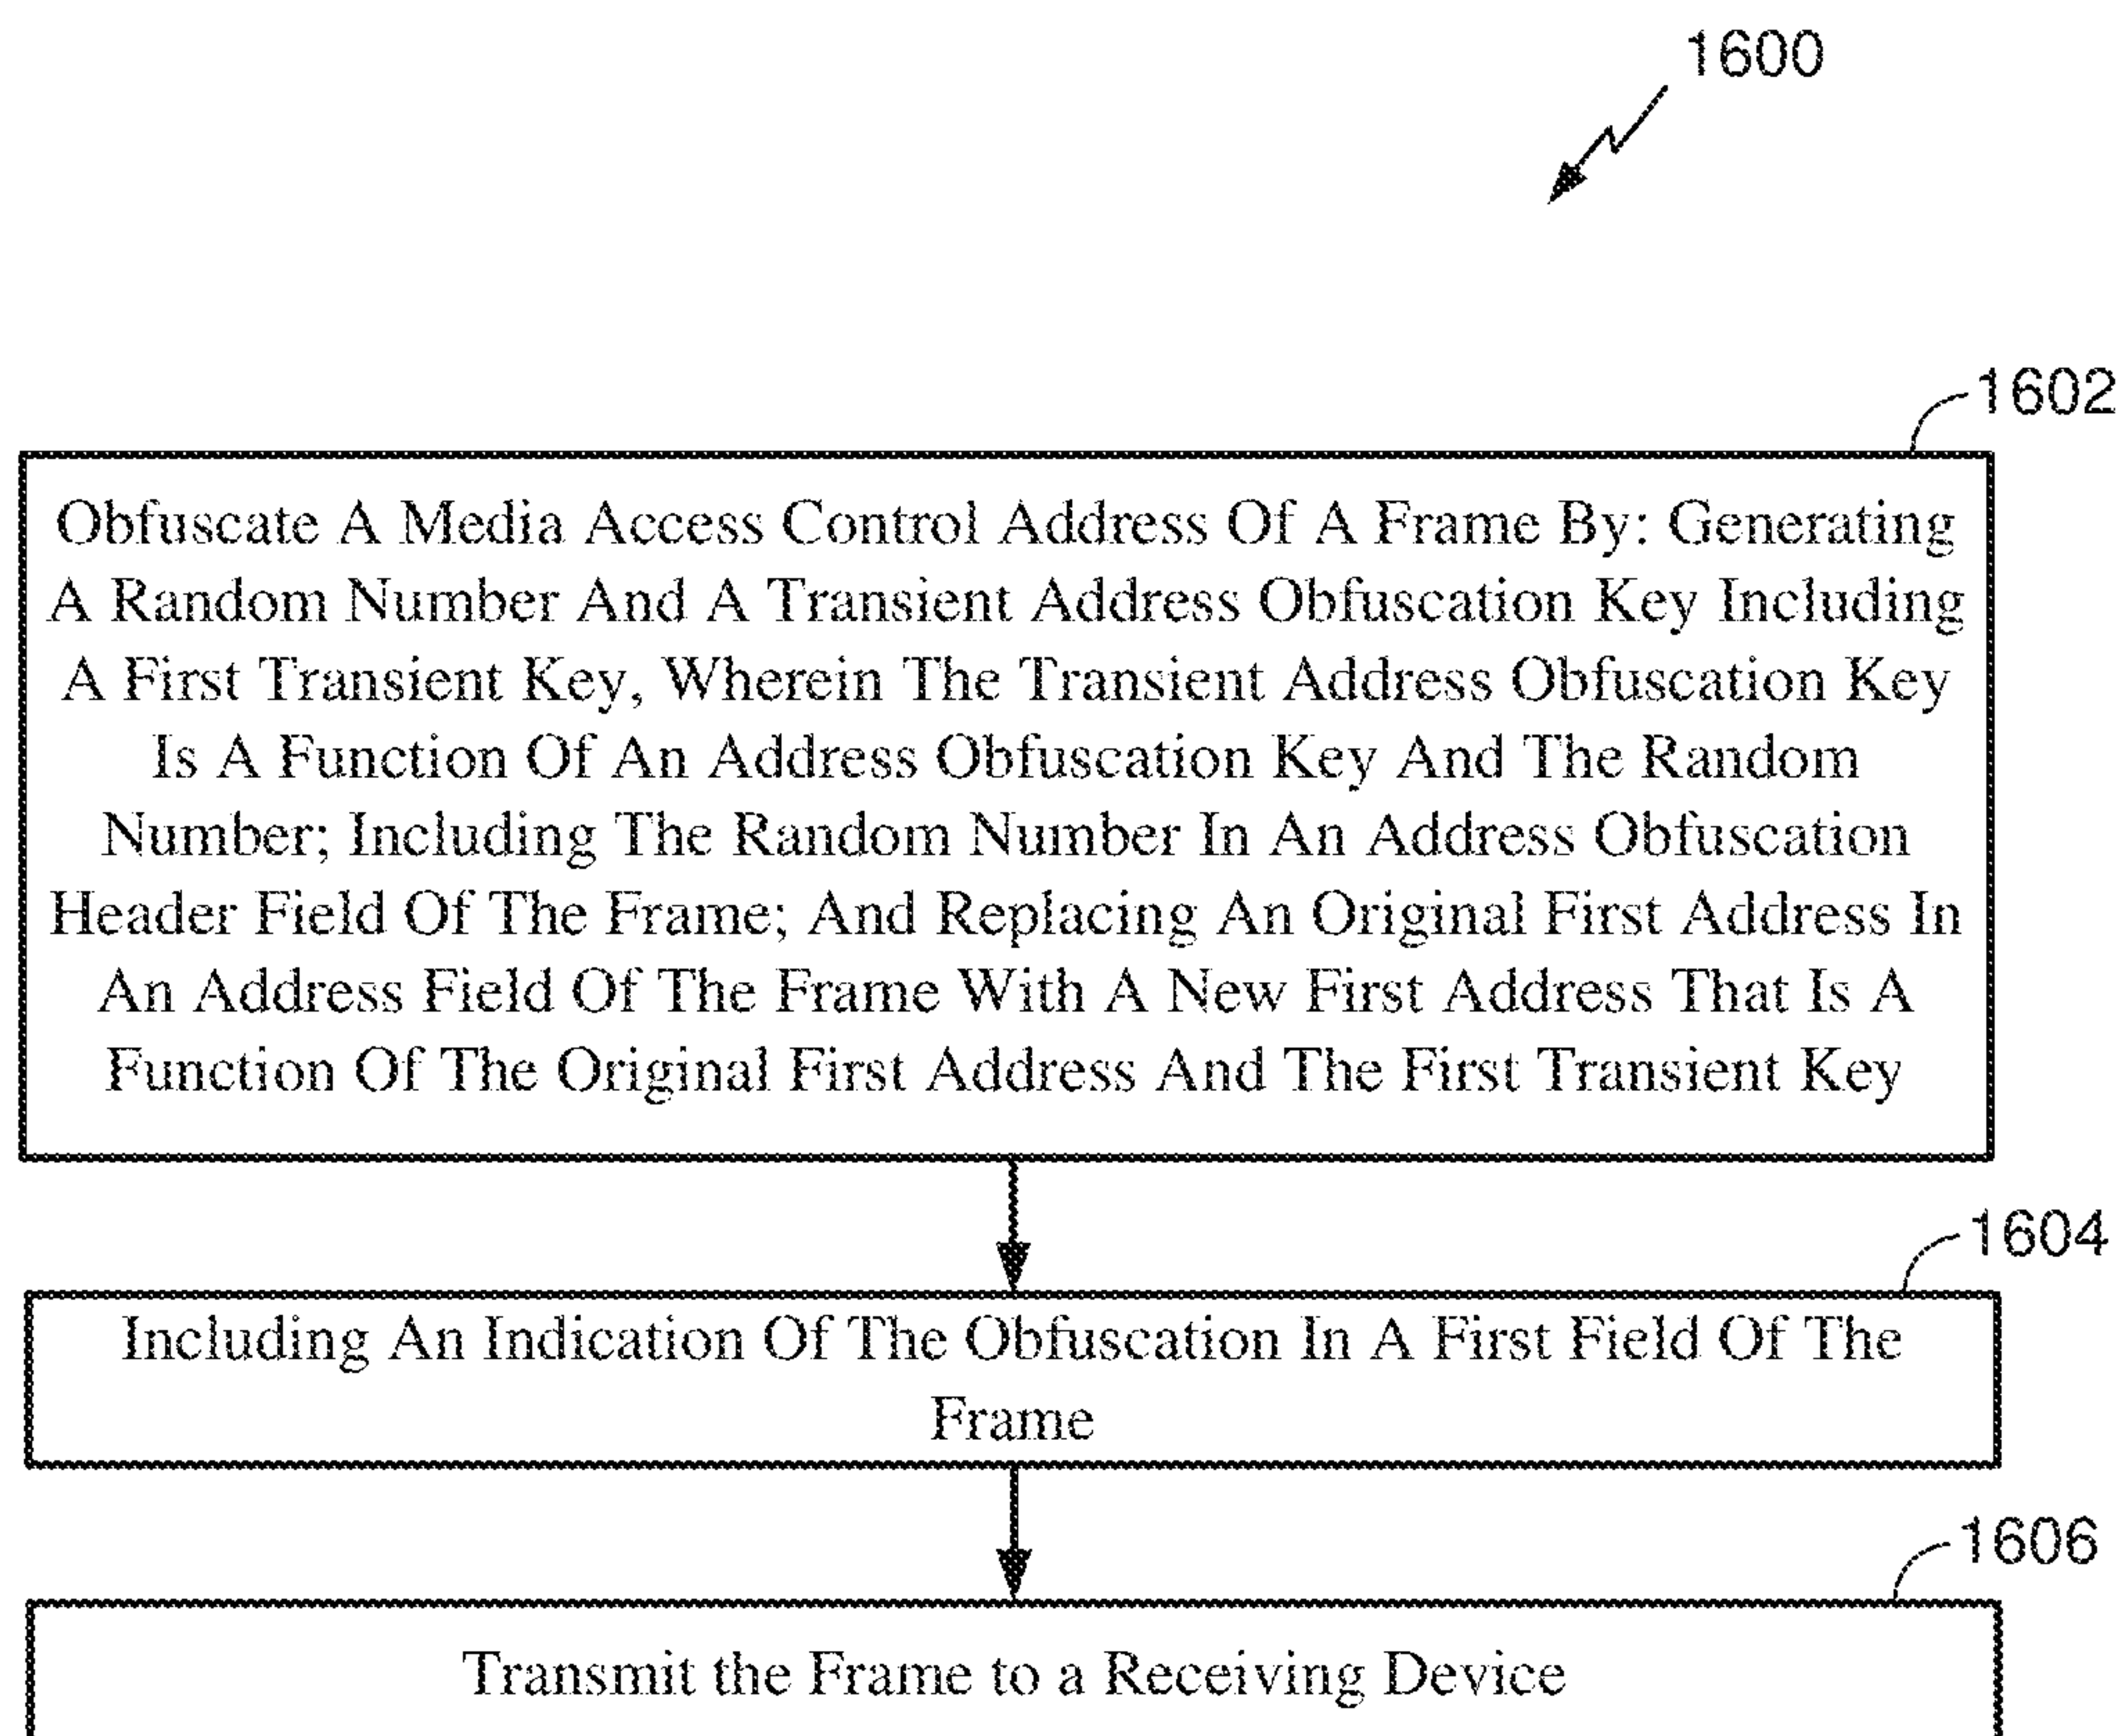 1600
1602
Obfuscate A Media Access Control Address Of A Frame By: Generating
A Random Number And A Transient Address Obfuscation Key Including
A First Transient Key, Wherein The Transient Address Obfuscation Key
Is A Function Of An Address Obfuscation Key And The Random
Number; Including The Random Number In An Address Obfuscation
Header Field Of The Frame; And Replacing An Original First Address In
An Address Field Of The Frame With A New First Address That Is A
Function Of The Original First Address And The First Transient Key
1604
Including An Indication Of The Obfuscation In A First Field Of The
Frame
1606
Transmit the Frame to a Receiving Device